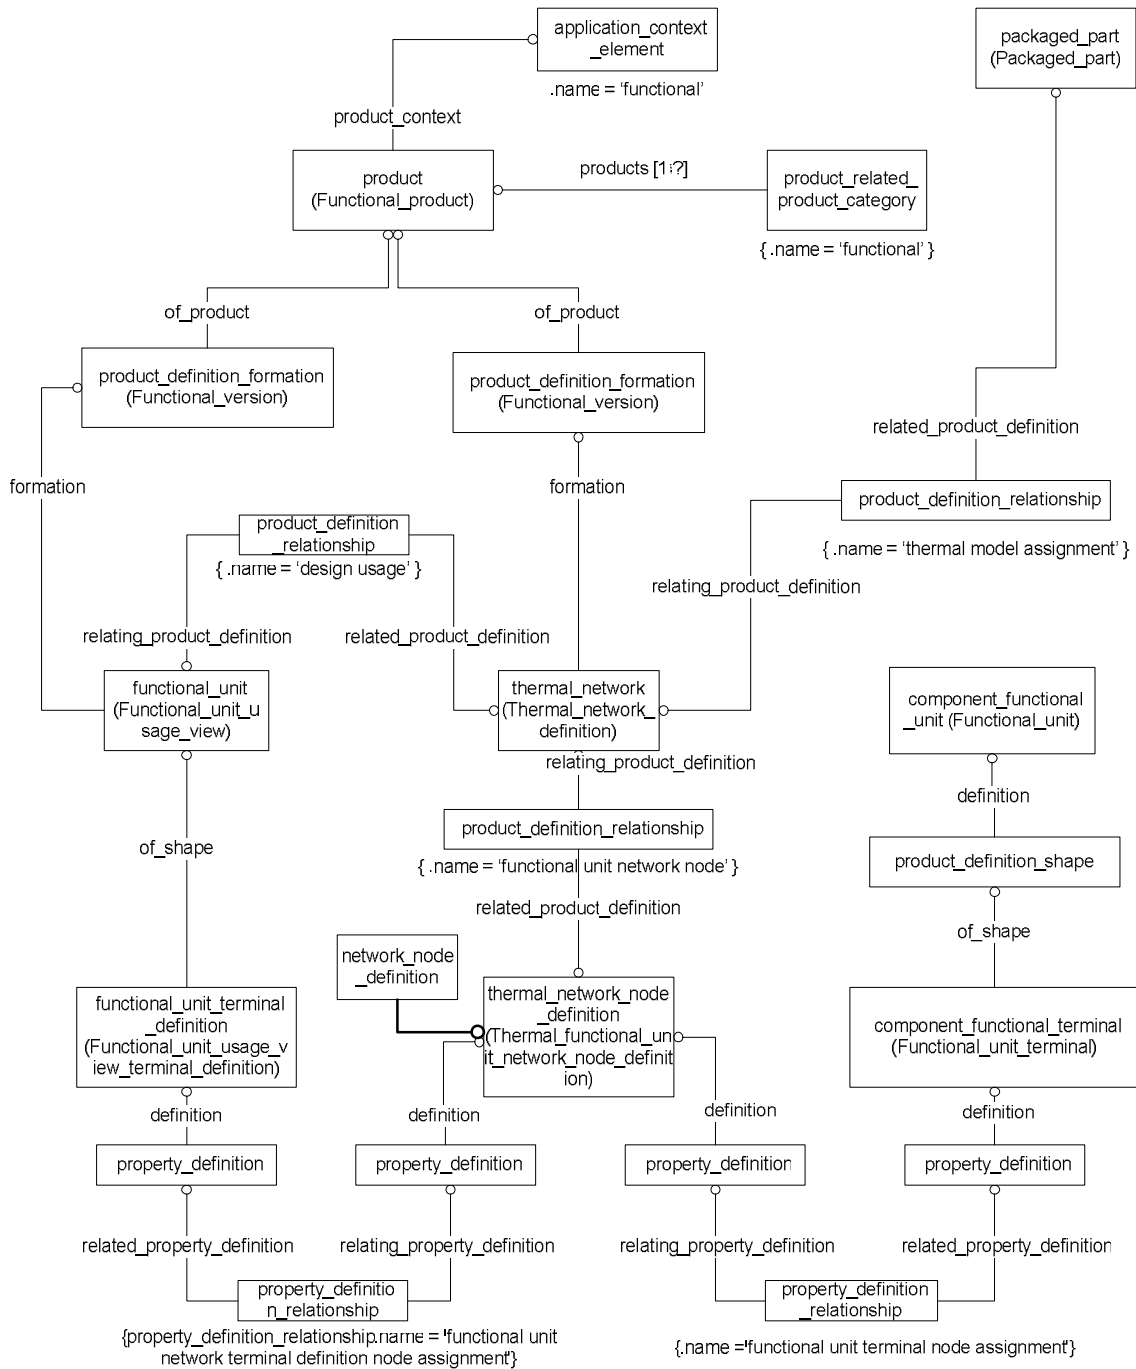 application_context
_element
.name = ‘functional’
packaged_part
(Packaged_part)
product_context
product
(Functional_product)
products [1:?]
product_related_
product_category
{ .name = ‘functional’ }
of_product
of_product
product_definition_formation
(Functional_version)
product_definition_formation
(Functional_version)
related_product_definition
formation
formation
product_definition_relationship
{ .name = ‘thermal model assignment’ }
product_definition
_relationship
{ .name = ‘design usage’ }
relating_product_definition
relating_product_definition
related_product_definition
functional_unit
(Functional_unit_u
sage_view)
thermal_network
(Thermal_network_
definition)
component_functional
_unit (Functional_unit)
relating_product_definition
definition
product_definition_relationship
{ .name = ‘functional unit network node’ }
of_shape
product_definition_shape
related_product_definition
of_shape
network_node
_definition
functional_unit_terminal
_definition
(Functional_unit_usage_v
iew_terminal_definition)
thermal_network_node
_definition
(Thermal_functional_un
it_network_node_definit
ion)
component_functional_terminal
(Functional_unit_terminal)
definition
definition
definition
definition
property_definition
property_definition
property_definition
property_definition
related_property_definition
relating_property_definition
relating_property_definition
related_property_definition
property_definitio
n_relationship
property_definition
_relationship
{property_definition_relationship.name = 'functional unit
network terminal definition node assignment'}
{.name ='functional unit terminal node assignment'}